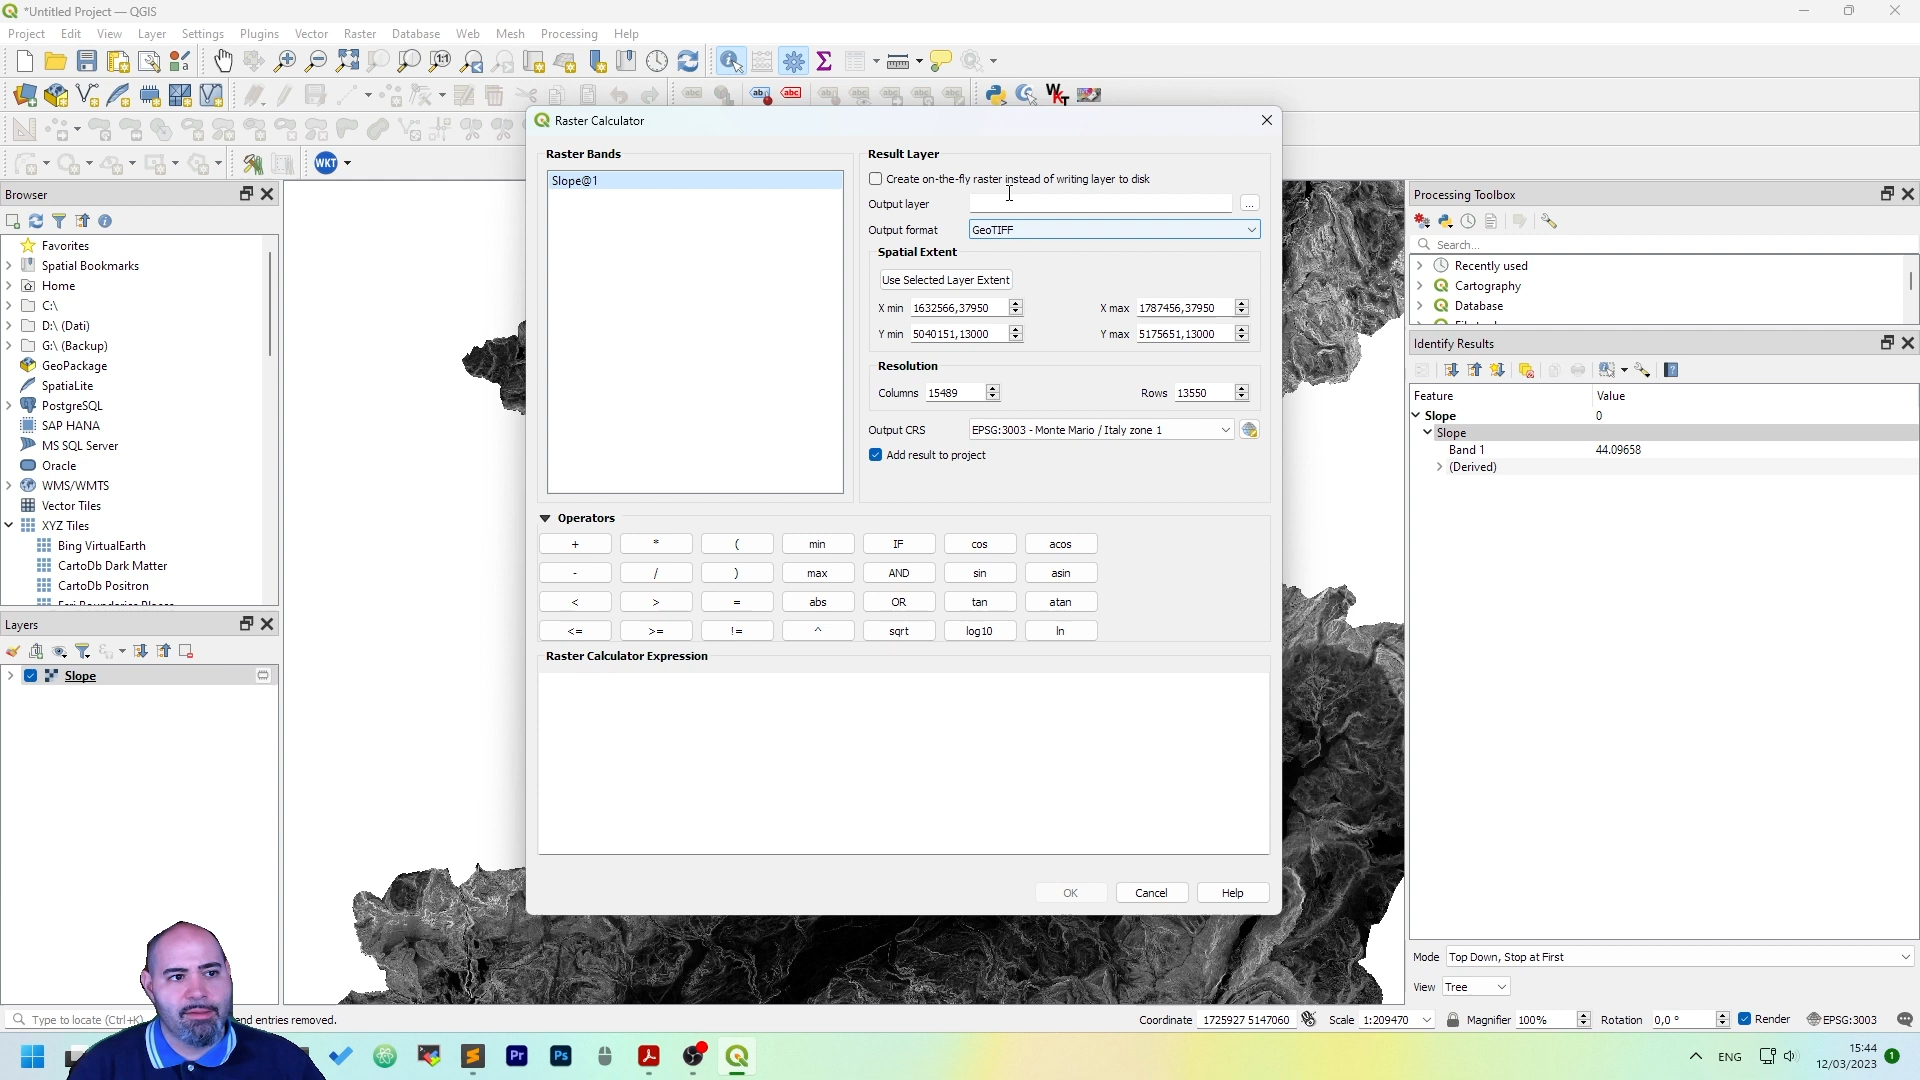 *Untitled Project — QGIS
Project Edit View Layer Settings Plugins Vector Raster Database Web Mesh Processing Help
Raster Calculator
Raster Bands
Slope@1
Result Layer
Create on-the-fly raster instead of writing layer to disk
Output layer
...
Output format GeoTIFF
Spatial Extent
Use Selected Layer Extent
X min 1632566,37950 X max 1787456,37950
Y min 5040151,13000 Y max 5175651,13000
Resolution
Columns 15489 Rows 13550
Output CRS EPSG:3003 - Monte Mario / Italy zone 1
Add result to project
Operators
+ * ( min IF cos acos
- / ) max AND sin asin
< > = abs OR tan atan
<= >= != ^ sqrt log10 ln
Raster Calculator Expression
OK Cancel Help
Browser
Favorites
Spatial Bookmarks
Home
C:\
D:\ (Dati)
G:\ (Backup)
GeoPackage
SpatiaLite
PostgreSQL
SAP HANA
MS SQL Server
Oracle
WMS/WMTS
Vector Tiles
XYZ Tiles
Bing VirtualEarth
CartoDb Dark Matter
CartoDb Positron
Layers
Slope
Processing Toolbox
Search...
Recently used
Cartography
Database
Identify Results
Feature Value
Slope 0
Slope
Band 1 44.09658
(Derived)
Mode Top Down, Stop at First
View Tree
Type to locate (Ctrl+K)
end entries removed.
Coordinate 1725927 5147060 Scale 1:209470 Magnifier 100% Rotation 0,0 ° Render EPSG:3003
WKT
abc
abc
Pr
Ps
ENG
15:44
12/03/2023
1